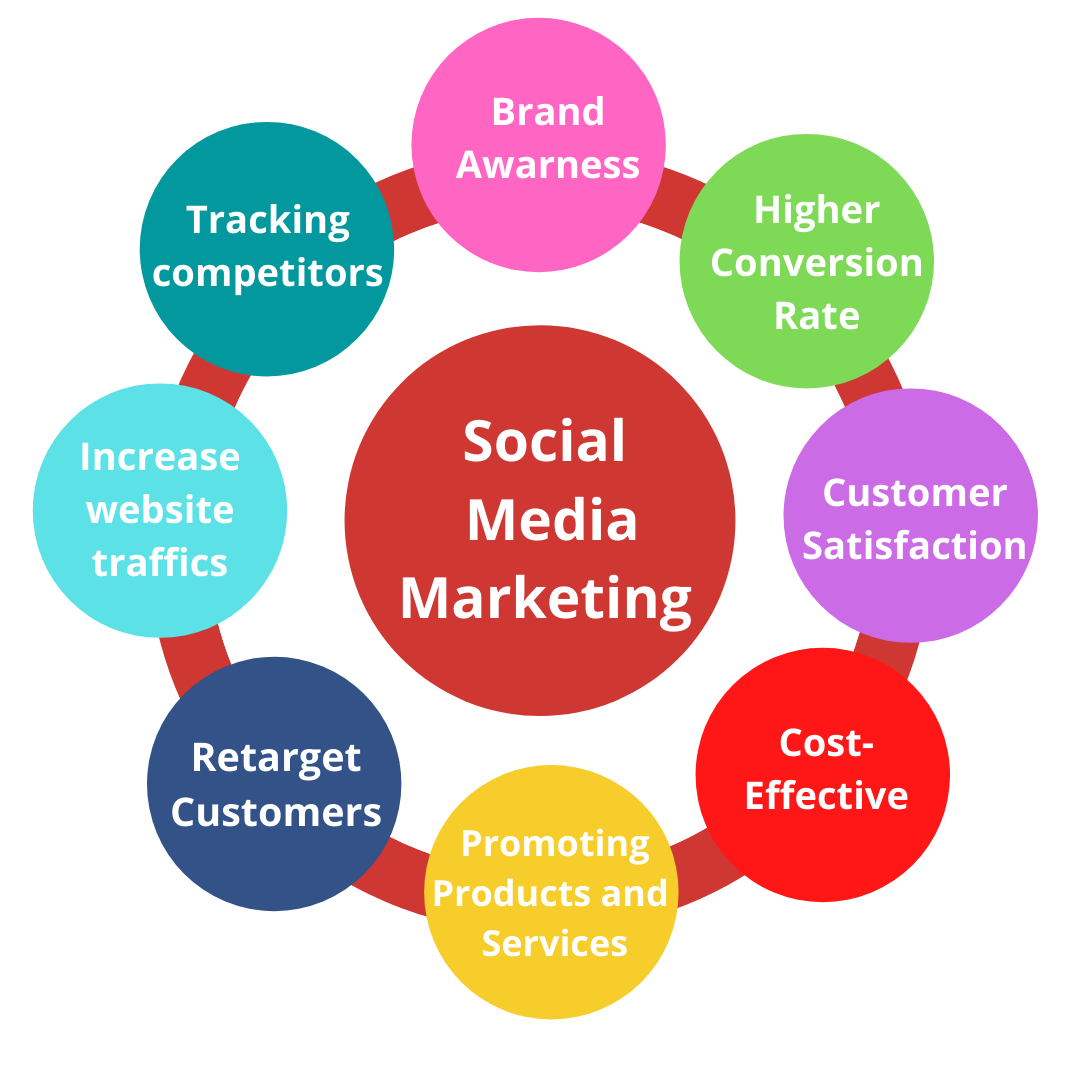 Brand
Awarness
Higher
Conversion
Rate
Customer
Satisfaction
Cost-
Effective
Promoting
Products and
Services
Retarget
Customers
Increase
website
traffics
Tracking
competitors
Social
Media
Marketing